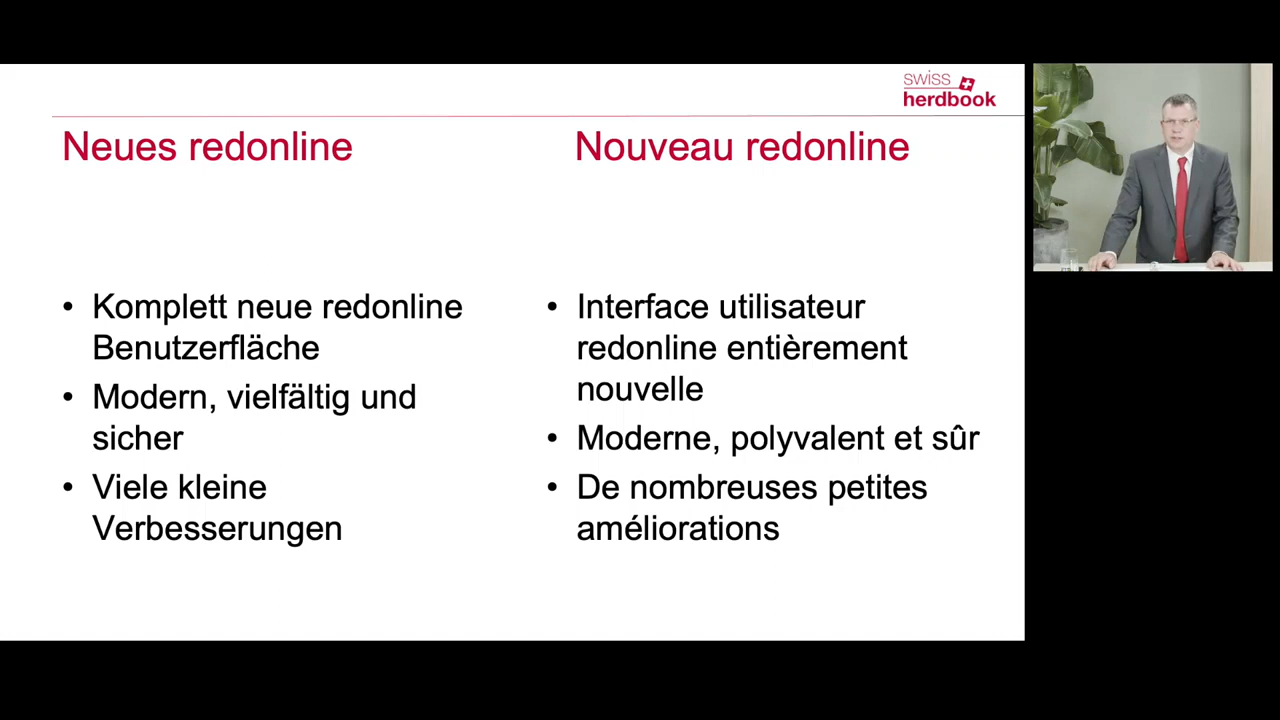 swiss
herdbook
Neues redonline
Nouveau redonline
• Komplett neue redonline
Benutzerfläche
• Modern, vielfältig und
sicher
• Viele kleine
Verbesserungen
• Interface utilisateur
redonline entièrement
nouvelle
• Moderne, polyvalent et sûr
• De nombreuses petites
améliorations